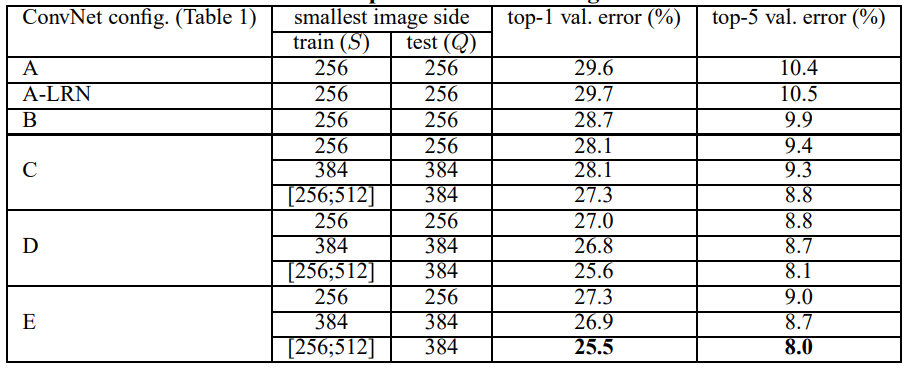 ConvNet config. (Table 1) smallest image side top-1 val. error (%) top-5 val. error (%)
train (S) test (Q)
A 256 256 29.6 10.4
A-LRN 256 256 29.7 10.5
B 256 256 28.7 9.9
C 256 256 28.1 9.4
384 384 28.1 9.3
[256;512] 384 27.3 8.8
D 256 256 27.0 8.8
384 384 26.8 8.7
[256;512] 384 25.6 8.1
E 256 256 27.3 9.0
384 384 26.9 8.7
[256;512] 384 25.5 8.0